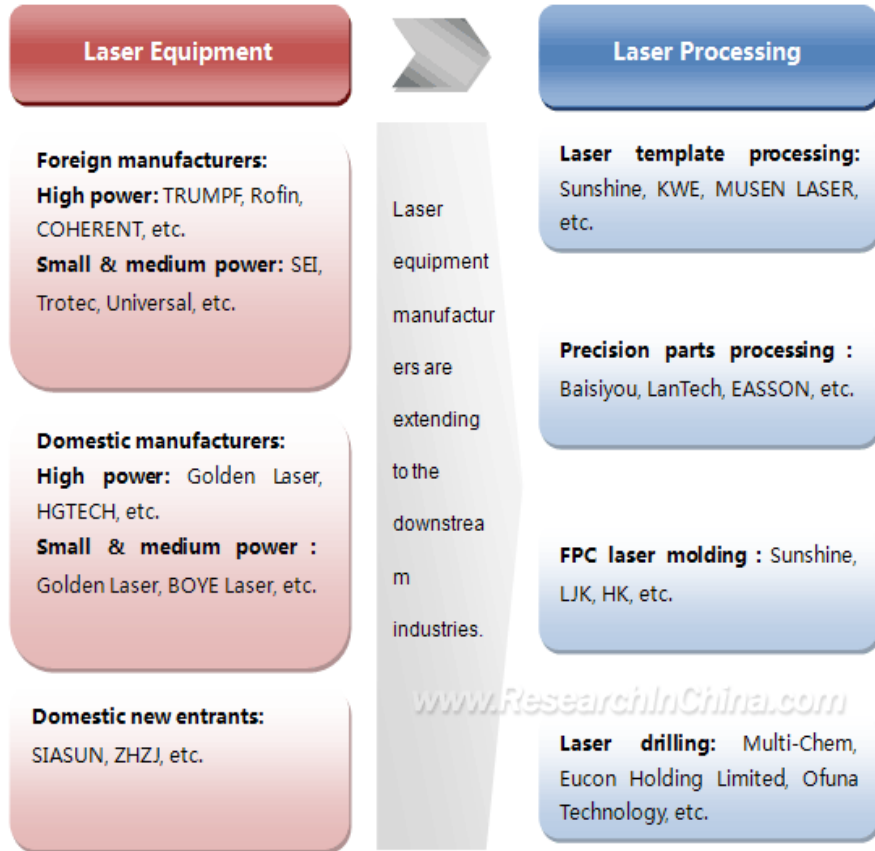 Laser Equipment
Laser Processing
Foreign manufacturers:
High power: TRUMPF, Rofin,
COHERENT, etc.
Small & medium power: SEI,
Trotec, Universal, etc.
Domestic manufacturers:
High power: Golden Laser,
HGTECH, etc.
Small & medium power :
Golden Laser, BOYE Laser, etc.
Domestic new entrants:
SIASUN, ZHZJ, etc.
Laser
equipment
manufactur
ers are
extending
to the
downstrea
m
industries.
Laser template processing:
Sunshine, KWE, MUSEN LASER,
etc.
Precision parts processing :
Baisiyou, LanTech, EASSON, etc.
FPC laser molding : Sunshine,
LJK, HK, etc.
www.ResearchInChina.com
Laser drilling: Multi-Chem,
Eucon Holding Limited, Ofuna
Technology, etc.